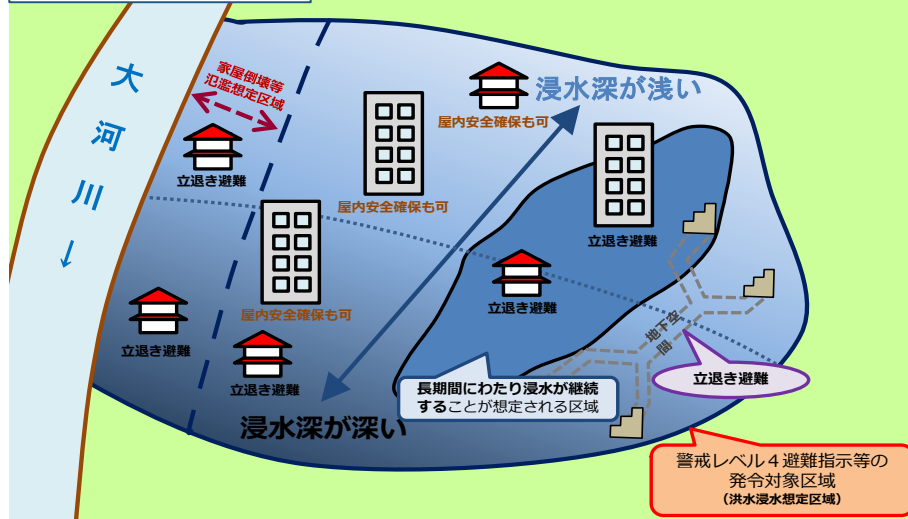 大河川↓
家屋倒壊等
氾濫想定区域
浸水深が浅い
屋内安全確保も可
立退き避難
屋内安全確保も可
立退き避難
屋内安全確保も可
立退き避難
立退き避難
立退き避難
地下空間
立退き避難
長期間にわたり浸水が継続
することが想定される区域
浸水深が深い
警戒レベル４避難指示等の
発令対象区域
（洪水浸水想定区域）